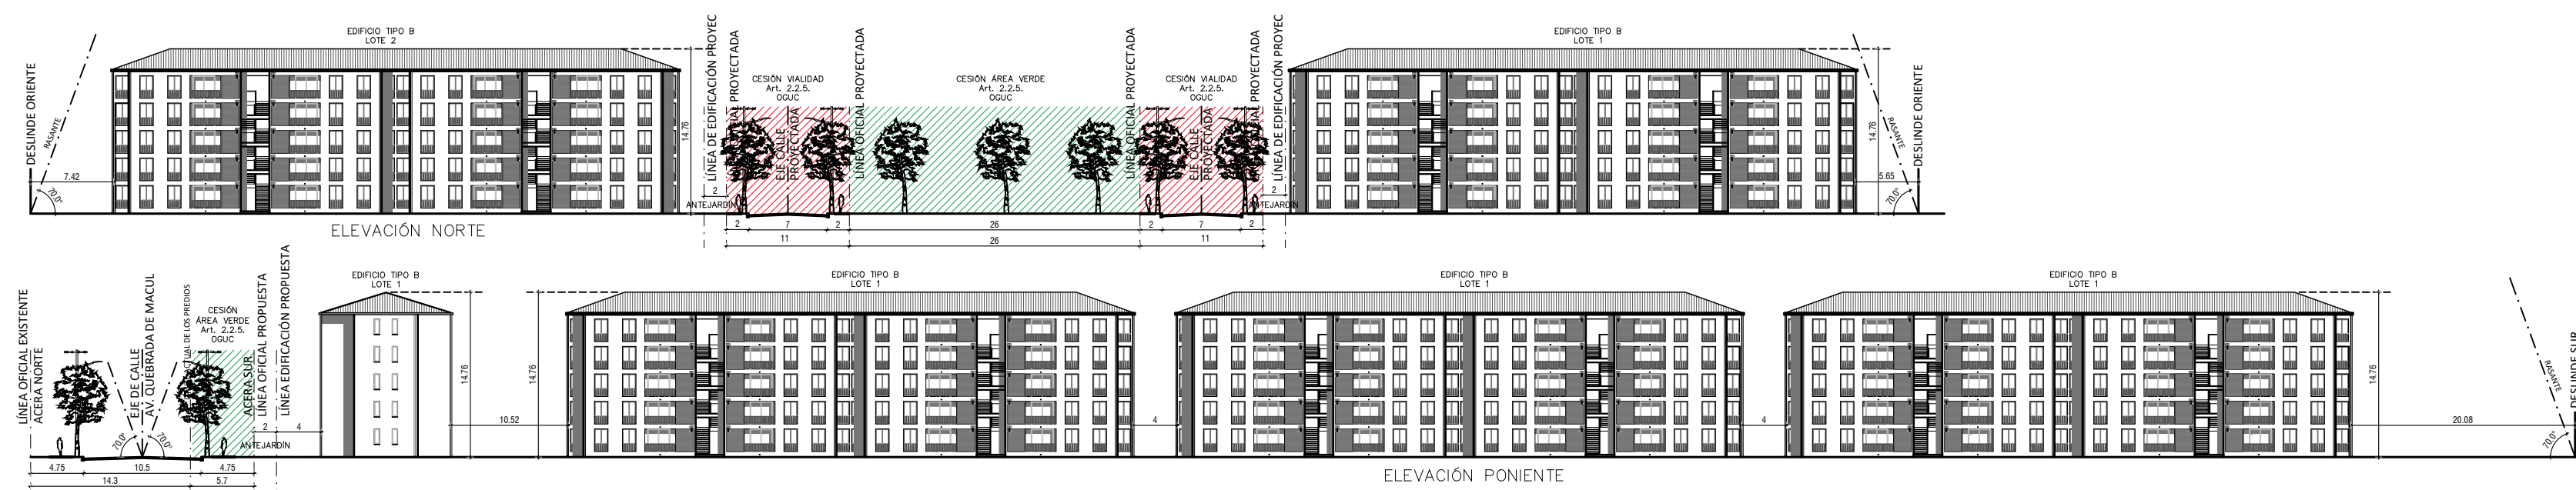 EDIFICIO TIPO B
LOTE 2
DESLINDE ORIENTE
RASANTE
70.0°
7.42
14.76
LÍNEA DE EDIFICACIÓN PROYEC
PROYECTADA
2
ANTEJARDÍN
CESIÓN VIALIDAD
Art. 2.2.5.
OGUC
EJE CALLE
PROYECTADA
LÍNEA OFICIAL PROYECTADA
CESIÓN ÁREA VERDE
Art. 2.2.5.
OGUC
LÍNEA OFICIAL PROYECTADA
CESIÓN VIALIDAD
Art. 2.2.5.
OGUC
EJE CALLE
PROYECTADA
PROYECTADA
LÍNEA DE EDIFICACIÓN PROYEC
2
TEJARDÍN
2 7 2 26 2 7 2
11 26 11
EDIFICIO TIPO B
LOTE 1
14.76
RASANTE
5.65
70.0°
DESLINDE ORIENTE
ELEVACIÓN NORTE
LÍNEA OFICIAL EXISTENTE
ACERA NORTE
EJE DE CALLE
AV. QUEBRADA DE MACUL
70.0°
70.0°
DE LOS PREDIOS
CESIÓN
ÁREA VERDE
Art. 2.2.5.
OGUC
ACERA SUR
LÍNEA OFICIAL PROPUESTA
LÍNEA EDIFICACIÓN PROPUESTA
2 4
ANTEJARDÍN
4.75 10.5 4.75
14.3 5.7
EDIFICIO TIPO B
LOTE 1
14.76
10.52
14.76
EDIFICIO TIPO B
LOTE 1
4
EDIFICIO TIPO B
LOTE 1
4
EDIFICIO TIPO B
LOTE 1
14.76
20.08
RASANTE
70.0°
DESLINDE SUR
ELEVACIÓN PONIENTE